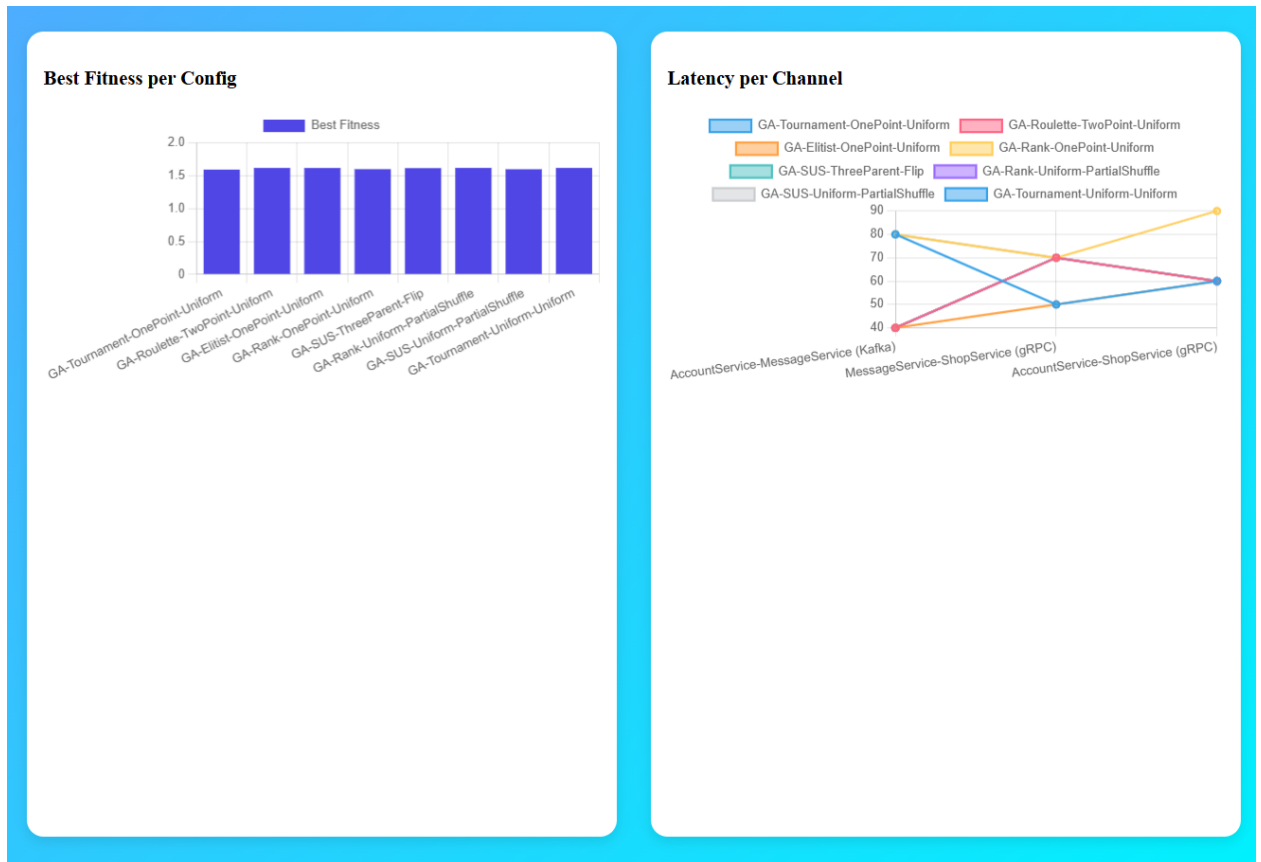 Best Fitness per Config
Best Fitness
2.0
1.5
1.0
0.5
0
GA-Tournament-OnePoint-Uniform
GA-Roulette-TwoPoint-Uniform
GA-Elitist-OnePoint-Uniform
GA-Rank-OnePoint-Uniform
GA-SUS-ThreeParent-Flip
GA-Rank-Uniform-PartialShuffle
GA-SUS-Uniform-PartialShuffle
GA-Tournament-Uniform-Uniform
Latency per Channel
GA-Tournament-OnePoint-Uniform GA-Roulette-TwoPoint-Uniform
GA-Elitist-OnePoint-Uniform GA-Rank-OnePoint-Uniform
GA-SUS-ThreeParent-Flip GA-Rank-Uniform-PartialShuffle
GA-SUS-Uniform-PartialShuffle GA-Tournament-Uniform-Uniform
90
80
70
60
50
40
AccountService-MessageService (Kafka)
MessageService-ShopService (gRPC)
AccountService-ShopService (gRPC)